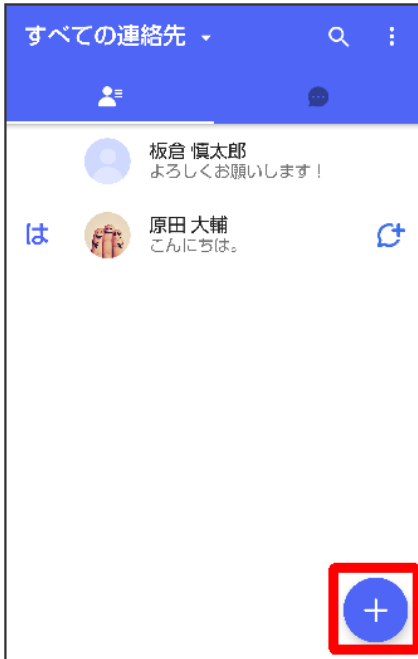 すべての連絡先
板倉 慎太郎
よろしくお願いします！
は
原田 大輔
こんにちは。